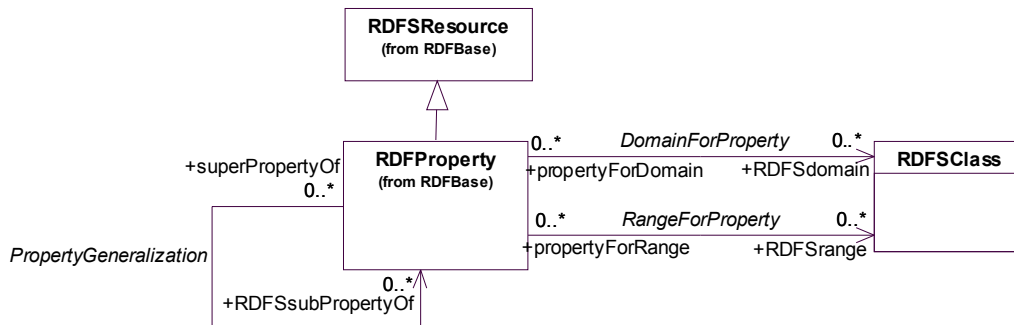 RDFSResource
(from RDFBase)
0..* DomainForProperty 0..*
RDFProperty
(from RDFBase)
RDFSClass
+superPropertyOf
0..*
+propertyForDomain +RDFSdomain
0..* RangeForProperty 0..*
+propertyForRange +RDFSrange
PropertyGeneralization
0..*
+RDFSsubPropertyOf